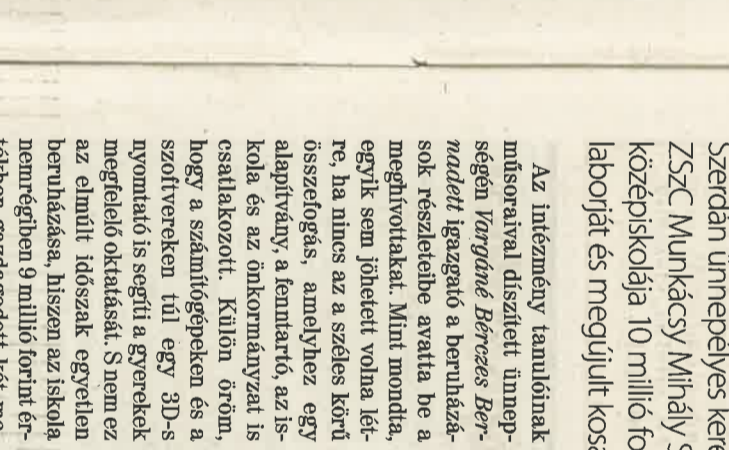 Szerdán ünnepélyes
ZSzC Munkácsy Mihály
középiskolája 10 millió
laborját és megújult
Az intézmény tanulóinak
műsoraival díszített ünnep-
ségén Vargáné Bérczes Ber-
nadett igazgató a beruházá-
sok részleteibe avatta be a
meghívottakat. Mint mondta,
egyik sem jöhetett volna lét-
re, ha nincs az a széles körű
összefogás, amelyhez egy
alapítvány, a fenntartó, az is-
kola és az önkormányzat is
csatlakozott. Külön öröm,
hogy a számítógépeken és a
szoftvereken túl egy 3D-s
nyomtató is segíti a gyerekek
megfelelő oktatását. S nem ez
az elmúlt időszak egyetlen
beruházása, hiszen az iskola
nemrégiben 9 millió forint ér-